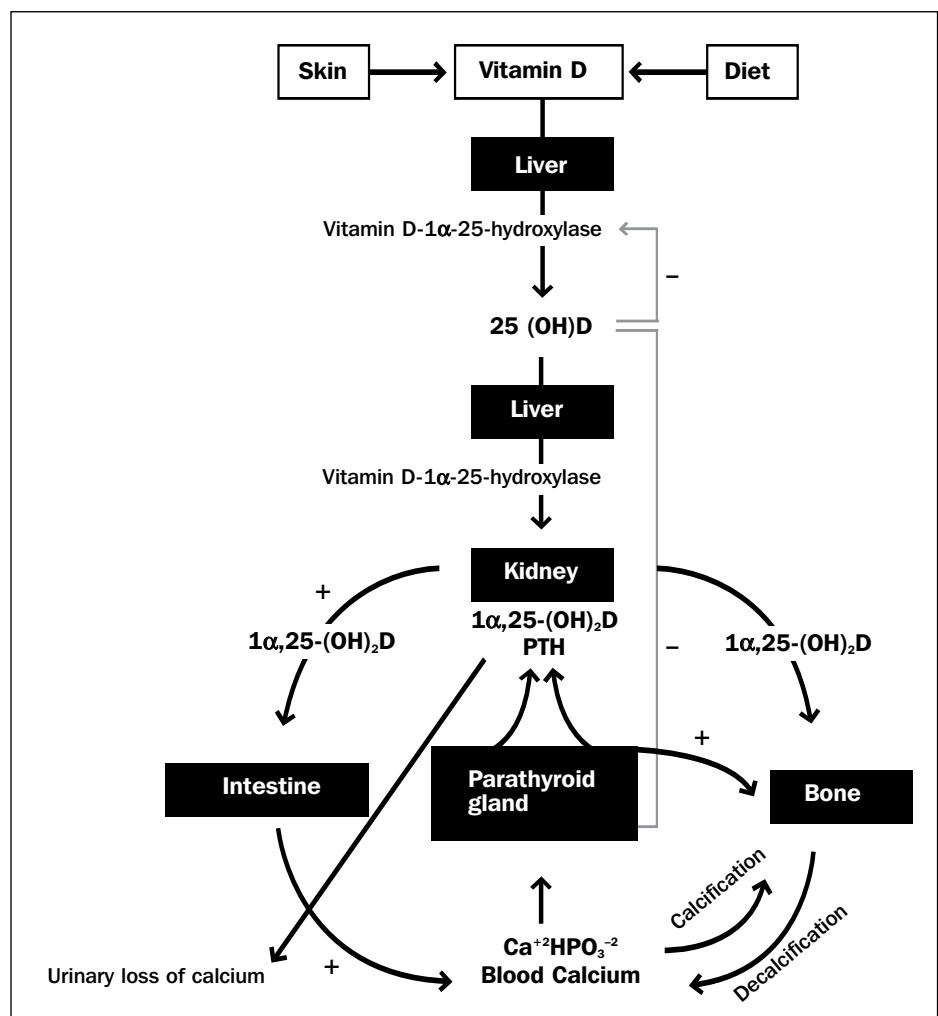 Skin
Vitamin D
Diet
Liver
Vitamin D-1α-25-hydroxylase
–
25 (OH)D
Liver
Vitamin D-1α-25-hydroxylase
Kidney
+
1α,25-(OH)₂D
1α,25-(OH)₂D
PTH
–
1α,25-(OH)₂D
+
Intestine
Parathyroid
gland
Bone
Calcification
Decalcification
Ca⁺²HPO₃⁻²
Blood Calcium
+
Urinary loss of calcium